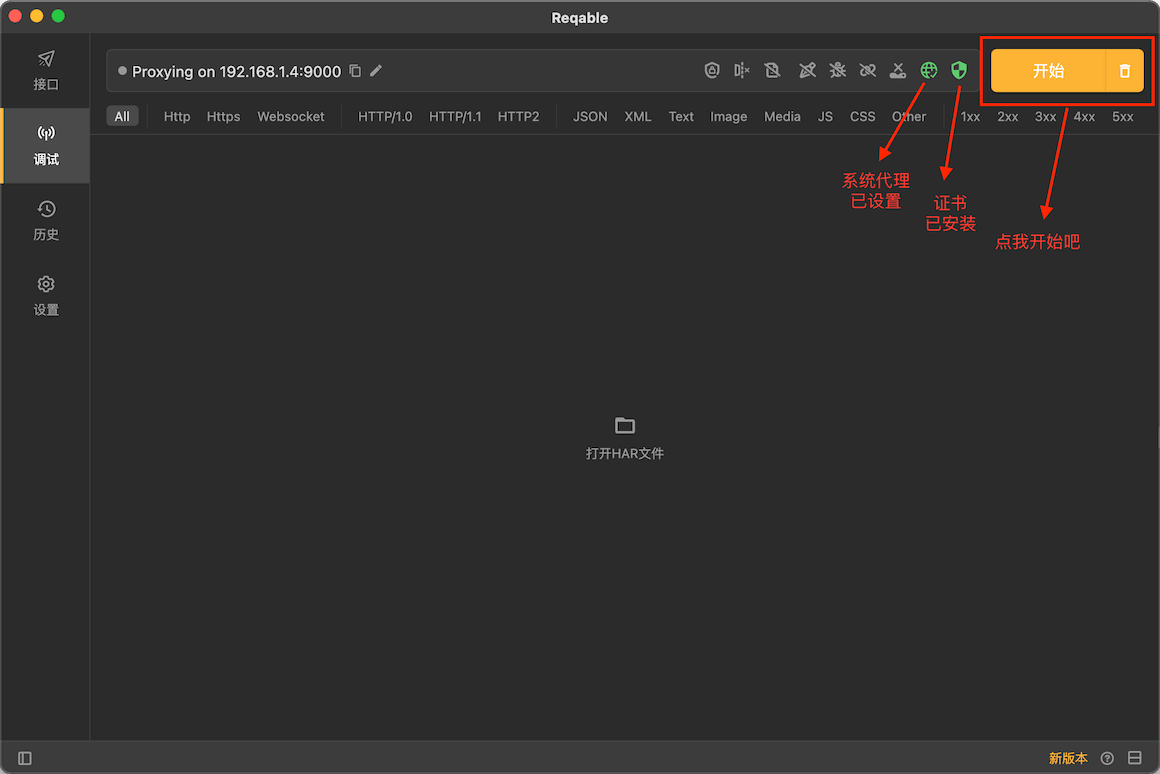 Reqable
接口
Proxying on 192.168.1.4:9000
开始
All
Http
Https
Websocket
HTTP/1.0
HTTP/1.1
HTTP2
JSON
XML
Text
Image
Media
JS
CSS
Other
1xx
2xx
3xx
4xx
5xx
调试
系统代理
已设置
证书
已安装
点我开始吧
历史
设置
打开HAR文件
新版本